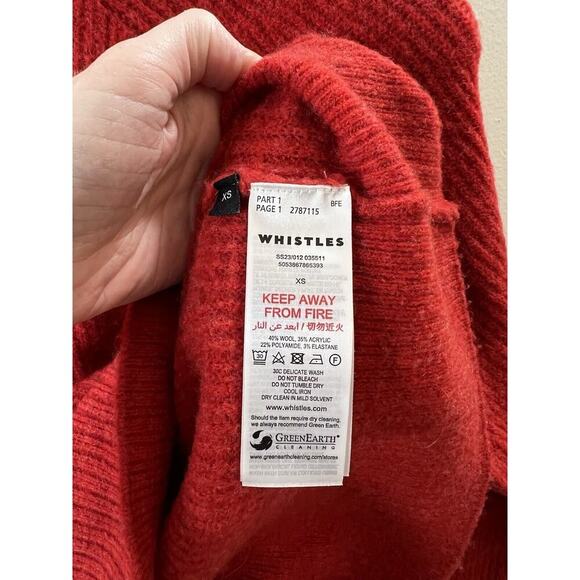 XS
PART 1 BFE
PAGE 1 2787115
WHISTLES
SS23/012 035511
5053867865393
XS
KEEP AWAY
FROM FIRE
切勿近火 / ابعد عن النار
40% WOOL, 35% ACRYLIC
22% POLYAMIDE, 3% ELASTANE
30 F
30C DELICATE WASH
DO NOT BLEACH
DO NOT TUMBLE DRY
COOL IRON
DRY CLEAN IN MILD SOLVENT
www.whistles.com
Should the item require dry cleaning,
we always recommend Green Earth.
GREENEARTH®
CLEANING
www.greenearthcleaning.com/stores